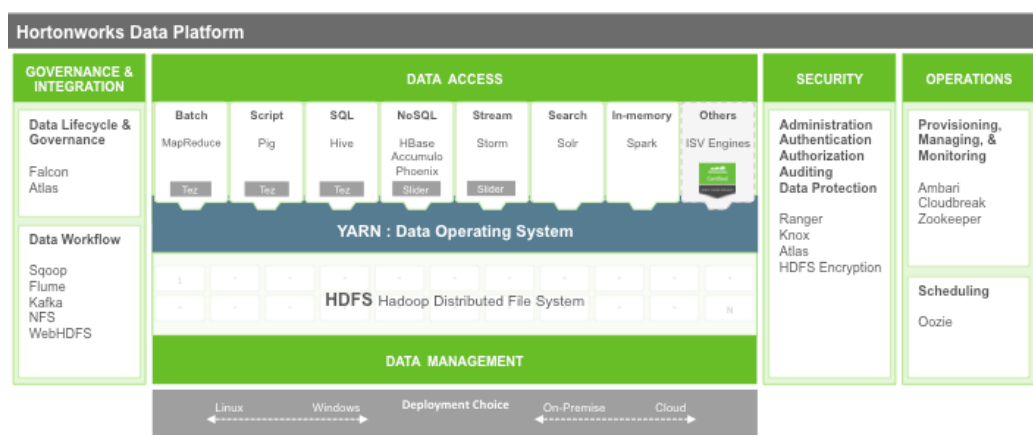 Hortonworks Data Platform
GOVERNANCE &
INTEGRATION
Data Lifecycle &
Governance
Falcon
Atlas
Data Workflow
Sqoop
Flume
Kafka
NFS
WebHDFS
DATA ACCESS
Batch
MapReduce
Tez
Script
Pig
Tez
SQL
Hive
Tez
NoSQL
HBase
Accumulo
Phoenix
Slider
Stream
Storm
Slider
Search
Solr
In-memory
Spark
Others
ISV Engines
Certified
YARN : Data Operating System
1
HDFS Hadoop Distributed File System
N
DATA MANAGEMENT
Linux
Windows
Deployment Choice
On-Premise
Cloud
SECURITY
Administration
Authentication
Authorization
Auditing
Data Protection
Ranger
Knox
Atlas
HDFS Encryption
OPERATIONS
Provisioning,
Managing, &
Monitoring
Ambari
Cloudbreak
Zookeeper
Scheduling
Oozie